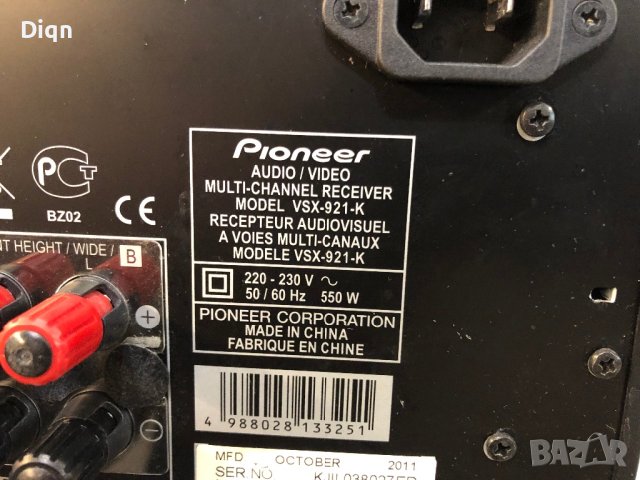 Diqn
Pioneer
AUDIO / VIDEO
MULTI-CHANNEL RECEIVER
MODEL VSX-921-K
RECEPTEUR AUDIOVISUEL
A VOIES MULTI-CANAUX
MODELE VSX-921-K
220 - 230 V ~
50 / 60 Hz 550 W
PIONEER CORPORATION
MADE IN CHINA
FABRIQUE EN CHINE
BZ02
CE
HEIGHT / WIDE /
L
B
+
-
4 988028 133251
MFD OCTOBER 2011
SER NO
BAZAR